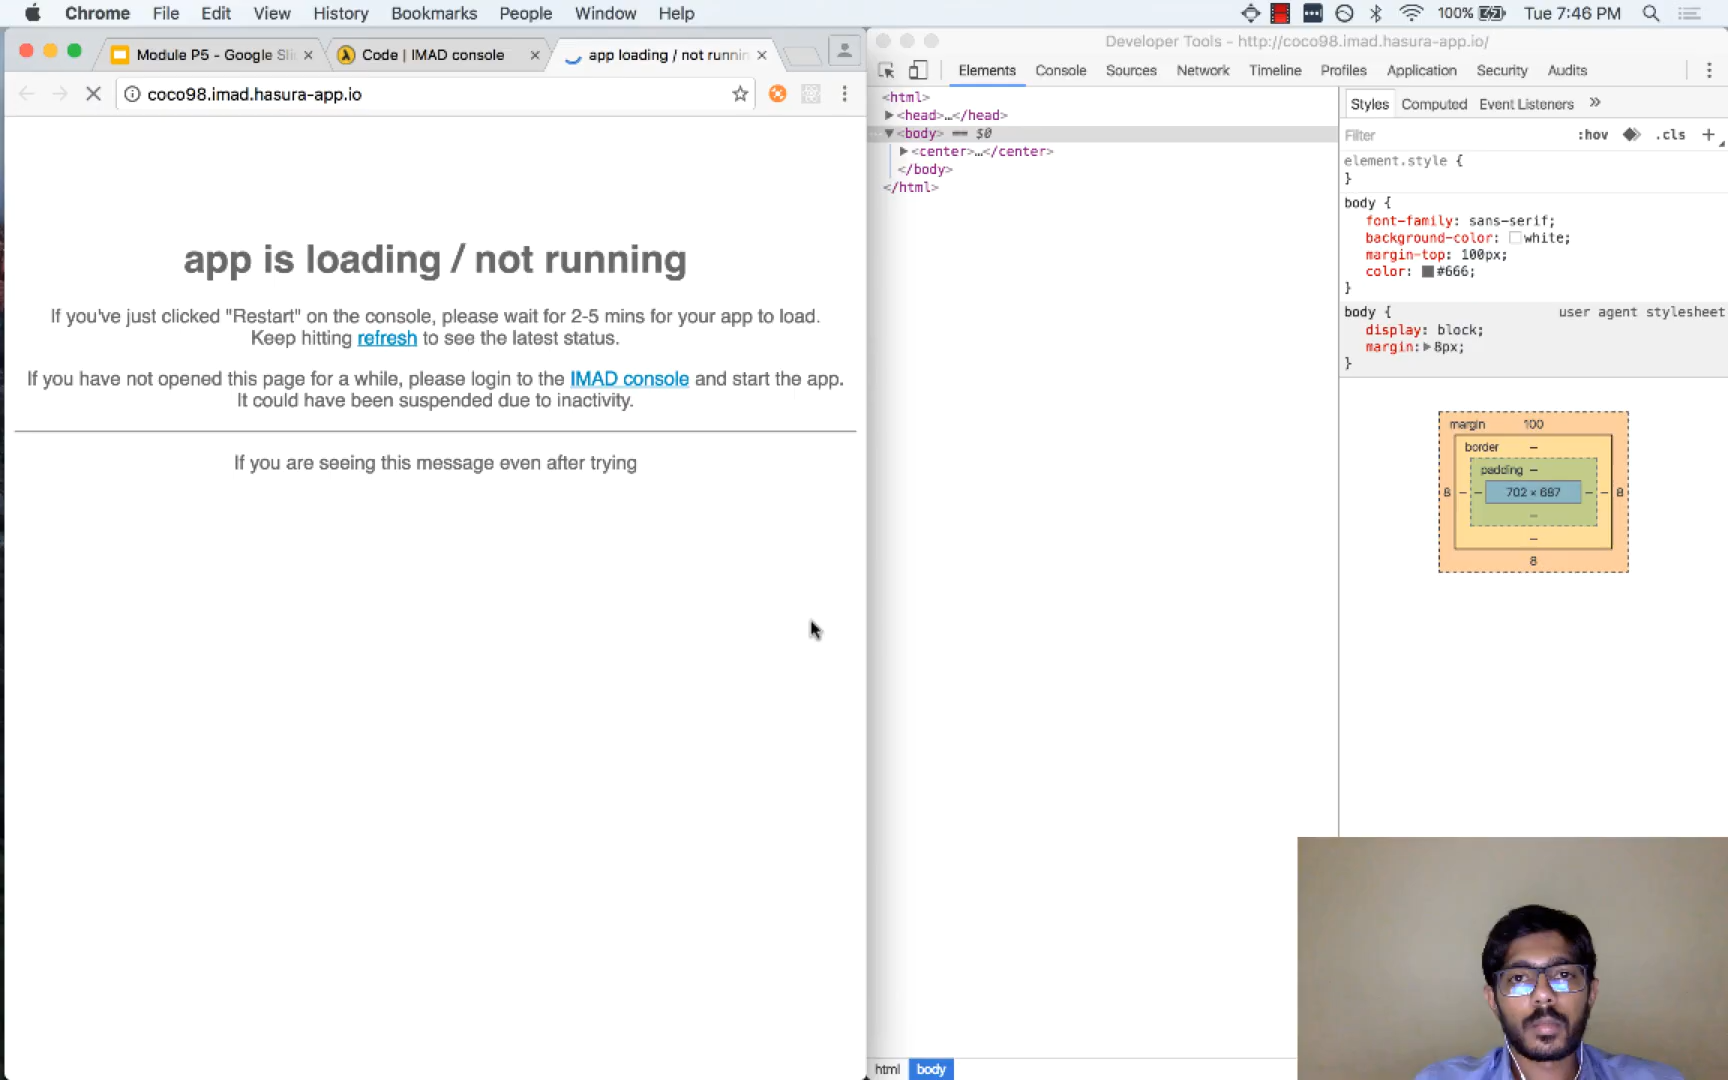 Chrome File Edit View History Bookmarks People Window Help
100% Tue 7:46 PM
Module P5 - Google Sli
Code | IMAD console
app loading / not runnin
coco98.imad.hasura-app.io
app is loading / not running
If you've just clicked "Restart" on the console, please wait for 2-5 mins for your app to load.
Keep hitting refresh to see the latest status.
If you have not opened this page for a while, please login to the IMAD console and start the app.
It could have been suspended due to inactivity.
If you are seeing this message even after trying
Developer Tools - http://coco98.imad.hasura-app.io/
Elements Console Sources Network Timeline Profiles Application Security Audits
<html>
▶<head>…</head>
…▼<body> == $0
▶<center>…</center>
</body>
</html>
html body
Styles Computed Event Listeners »
Filter :hov .cls +
element.style {
}
body {
font-family: sans-serif;
background-color: white;
margin-top: 100px;
color: #666;
}
body { user agent stylesheet
display: block;
margin:▶8px;
}
margin 100
border –
padding –
8 – – 702 × 687 – – 8
–
–
8